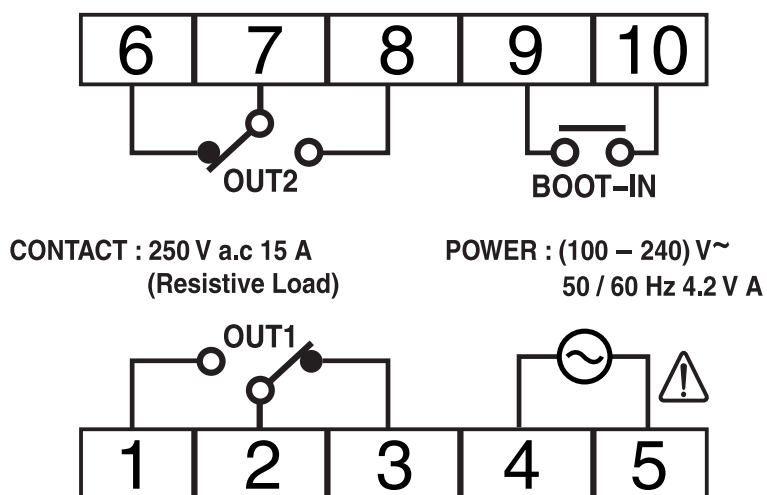 6 7 8 9 10
OUT2 BOOT–IN
CONTACT : 250 V a.c 15 A
(Resistive Load)
POWER : (100 – 240) V~
50 / 60 Hz 4.2 V A
OUT1
1 2 3 4 5